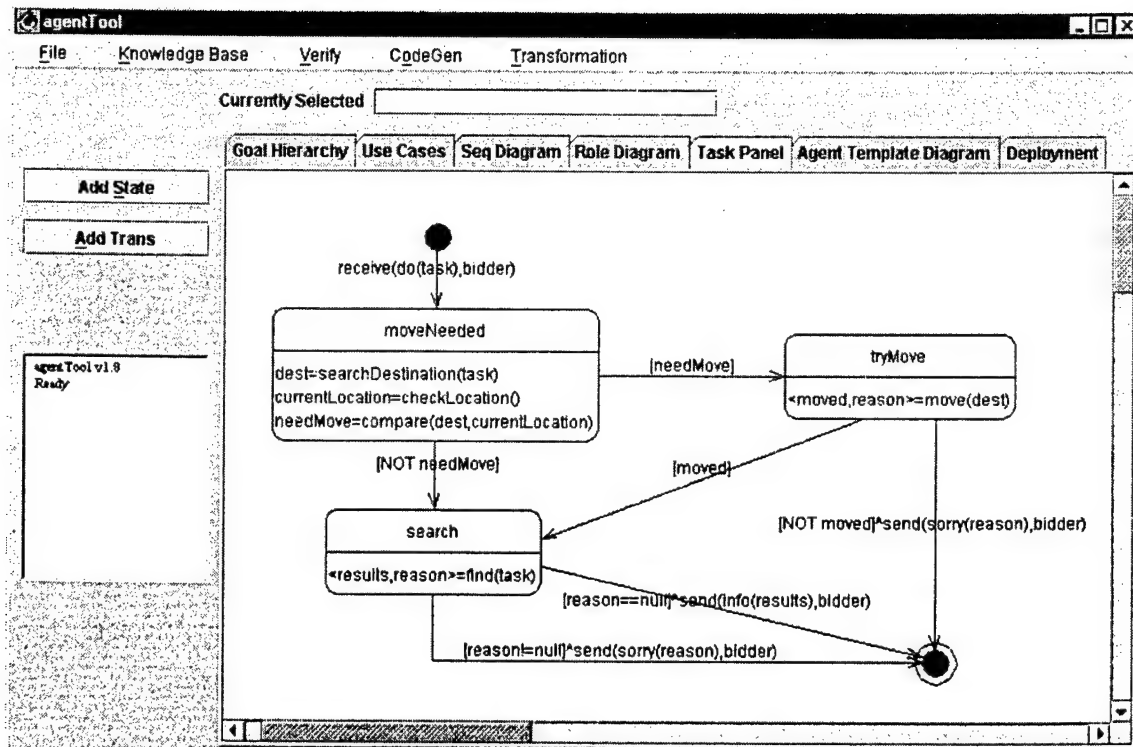 agentTool
File Knowledge Base Verify CodeGen Transformation
Currently Selected
Goal Hierarchy Use Cases Seq Diagram Role Diagram Task Panel Agent Template Diagram Deployment
Add State
Add Trans
agentTool v1.8
Ready
receive(do(task),bidder)
moveNeeded
dest=searchDestination(task)
currentLocation=checkLocation()
needMove=compare(dest,currentLocation)
[needMove]
tryMove
<moved,reason>=move(dest)
[NOT needMove]
[moved]
[NOT moved]^send(sorry(reason),bidder)
search
<results,reason>=find(task)
[reason==null]^send(info(results),bidder)
[reason!=null]^send(sorry(reason),bidder)